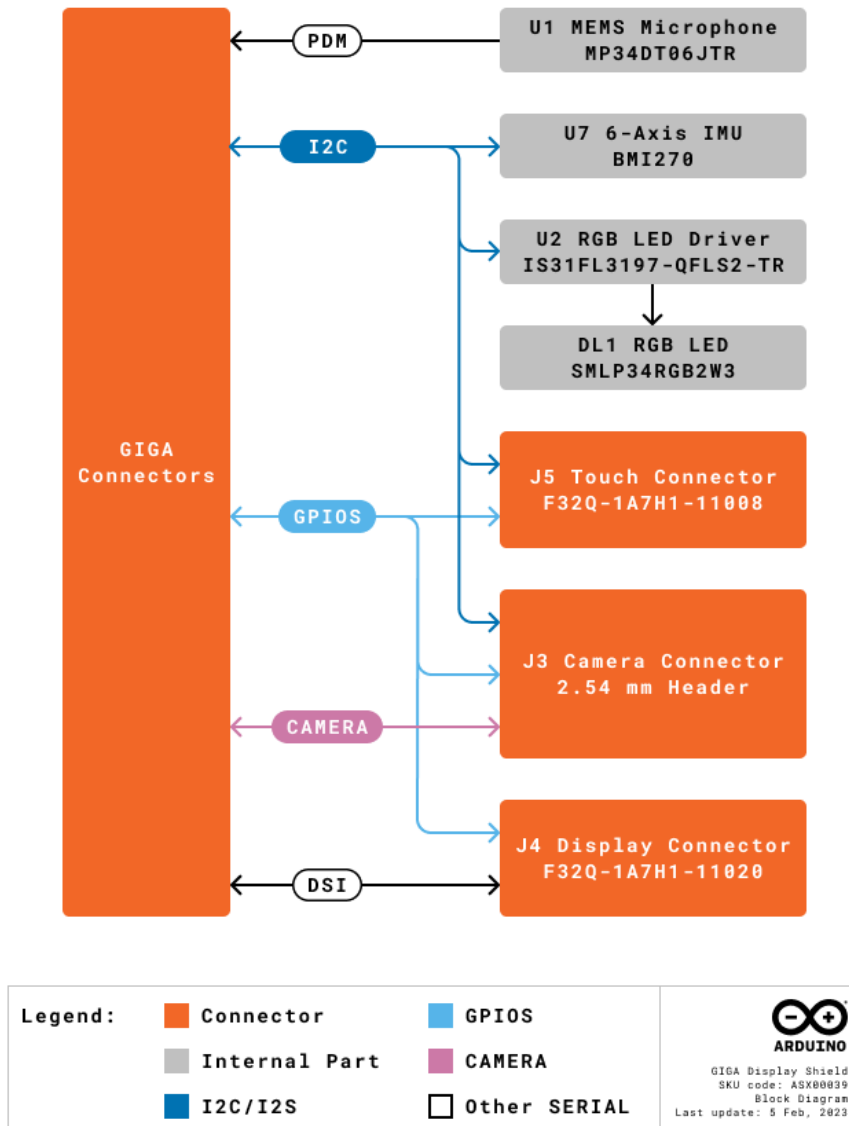 U1 MEMS Microphone
MP34DT06JTR
PDM
U7 6-Axis IMU
BMI270
I2C
U2 RGB LED Driver
IS31FL3197-QFLS2-TR
DL1 RGB LED
SMLP34RGB2W3
GIGA
Connectors
J5 Touch Connector
F32Q-1A7H1-11008
GPIOS
J3 Camera Connector
2.54 mm Header
CAMERA
J4 Display Connector
F32Q-1A7H1-11020
DSI
Legend:
Connector
GPIOS
Internal Part
CAMERA
I2C/I2S
Other SERIAL
ARDUINO
GIGA Display Shield
SKU code: ASX00039
Block Diagram
Last update: 5 Feb, 2023